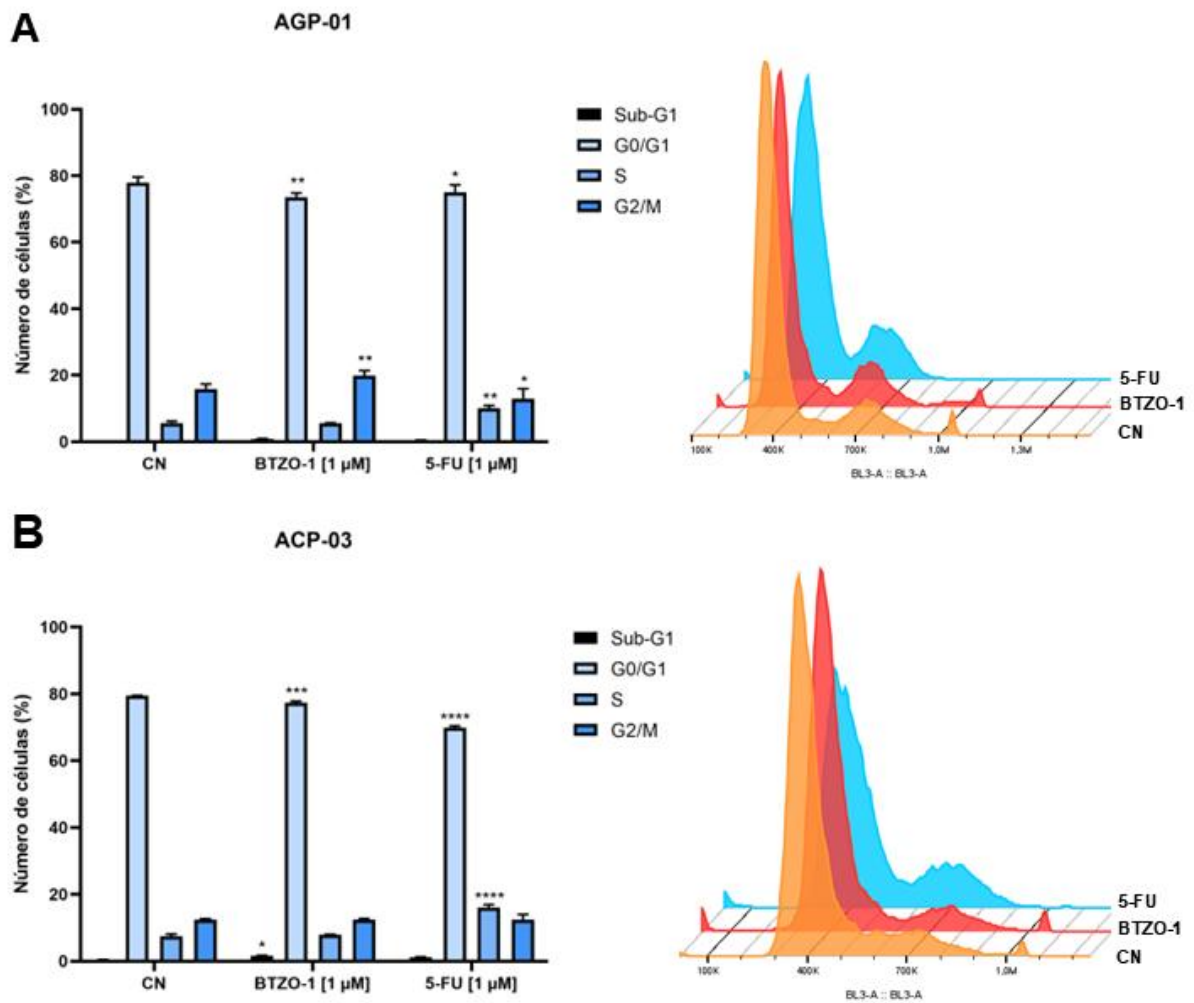 A
AGP-01
Número de células (%)
100
80
60
40
20
0
**
**
*
**
*
CN
BTZO-1 [1 µM]
5-FU [1 µM]
Sub-G1
G0/G1
S
G2/M
5-FU
BTZO-1
CN
100K
400K
700K
1,0M
1,3M
BL3-A :: BL3-A
B
ACP-03
Número de células (%)
100
80
60
40
20
0
*
***
****
****
CN
BTZO-1 [1 µM]
5-FU [1 µM]
Sub-G1
G0/G1
S
G2/M
5-FU
BTZO-1
CN
100K
400K
700K
1,0M
BL3-A :: BL3-A